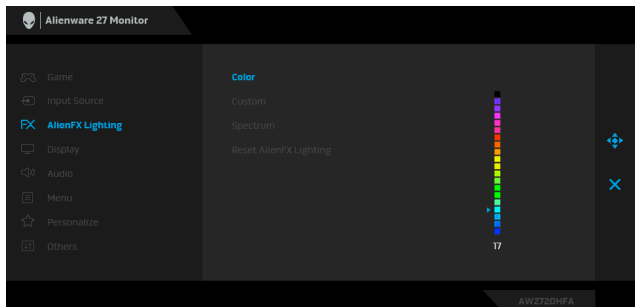 Alienware 27 Monitor
Game
Input Source
AlienFX Lighting
Display
Audio
Menu
Personalize
Others
Color
Custom
Spectrum
Reset AlienFX Lighting
17
AW2720HFA